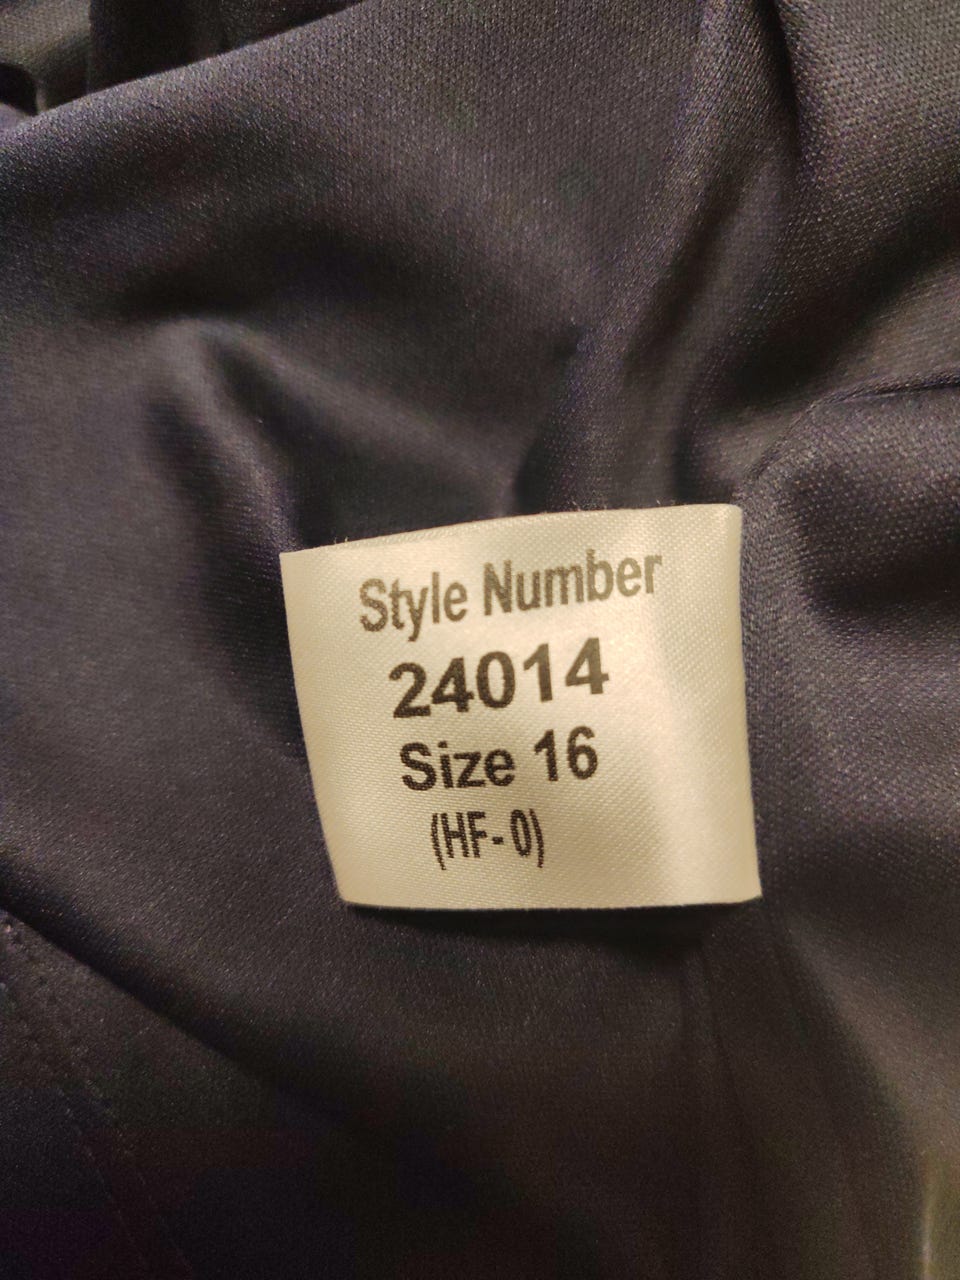 Style Number
24014
Size 16
(HF- 0)